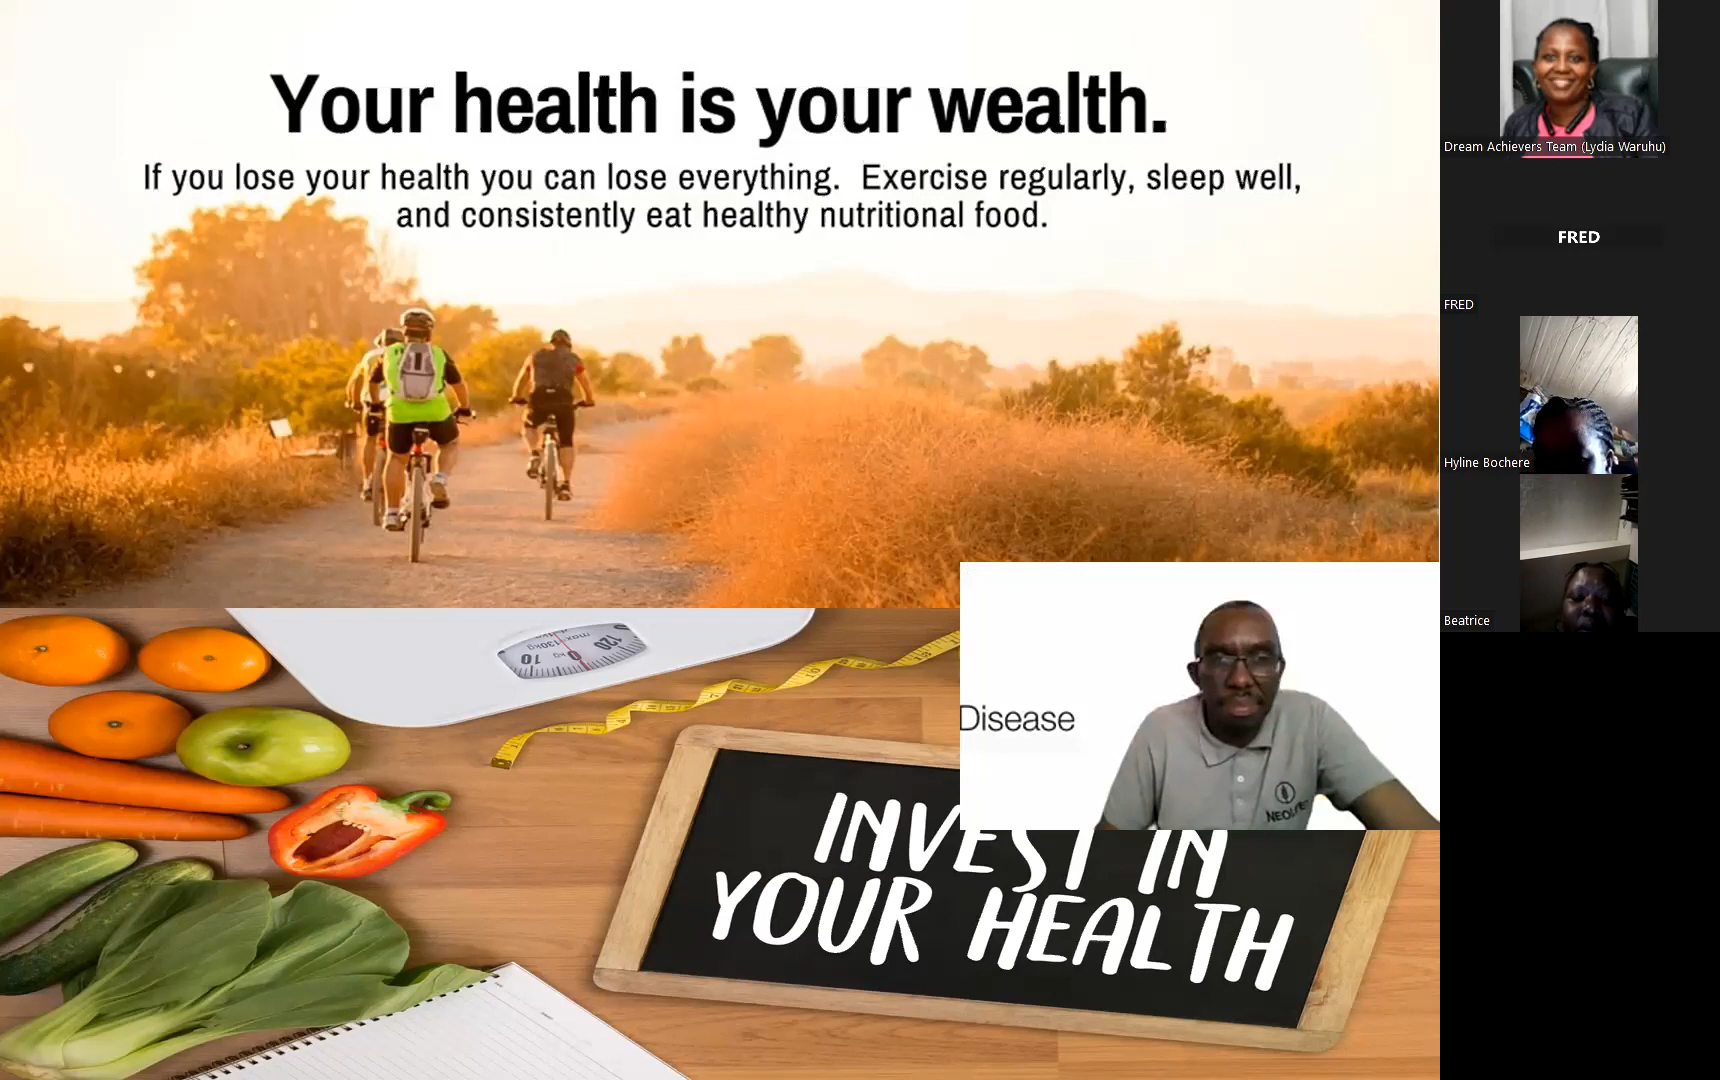 Your health is your wealth.
If you lose your health you can lose everything.  Exercise regularly, sleep well,
and consistently eat healthy nutritional food.
Disease
INVEST IN
YOUR HEALTH
Dream Achievers Team (Lydia Waruhu)
FRED
FRED
Hyline Bochere
Beatrice